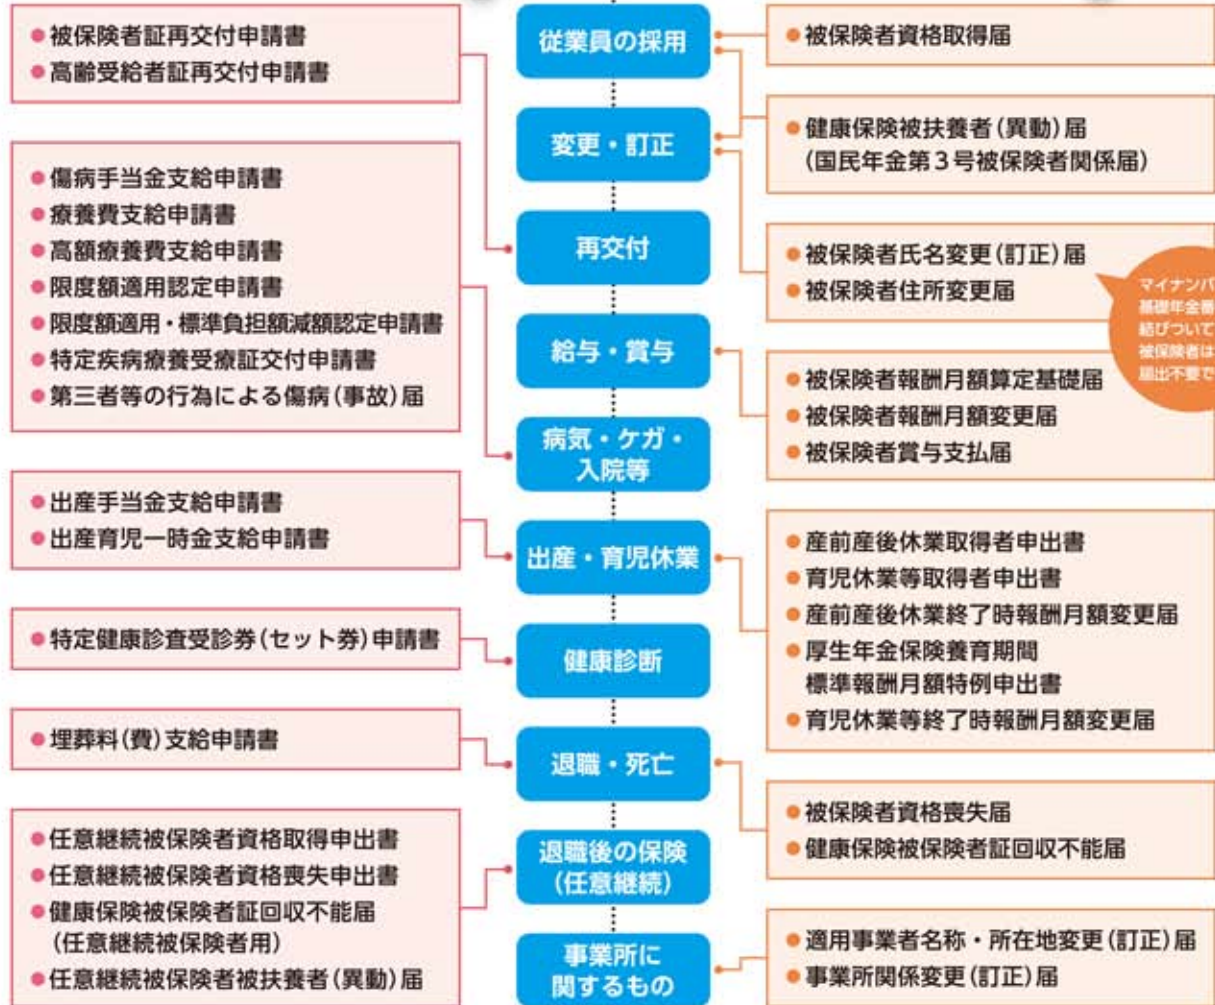 ●被保険者証再交付申請書
●高齢受給者証再交付申請書
●傷病手当金支給申請書
●療養費支給申請書
●高額療養費支給申請書
●限度額適用認定申請書
●限度額適用・標準負担額減額認定申請書
●特定疾病療養受療証交付申請書
●第三者等の行為による傷病(事故)届
●出産手当金支給申請書
●出産育児一時金支給申請書
●特定健康診査受診券(セット券)申請書
●埋葬料(費)支給申請書
●任意継続被保険者資格取得申出書
●任意継続被保険者資格喪失申出書
●健康保険被保険者証回収不能届
(任意継続被保険者用)
●任意継続被保険者被扶養者(異動)届
従業員の採用
変更・訂正
再交付
給与・賞与
病気・ケガ・
入院等
出産・育児休業
健康診断
退職・死亡
退職後の保険
(任意継続)
事業所に
関するもの
●被保険者資格取得届
●健康保険被扶養者(異動)届
(国民年金第3号被保険者関係届)
●被保険者氏名変更(訂正)届
●被保険者住所変更届
マイナンバ
基礎年金番
結びついて
被保険者は
届出不要で
●被保険者報酬月額算定基礎届
●被保険者報酬月額変更届
●被保険者賞与支払届
●産前産後休業取得者申出書
●育児休業等取得者申出書
●産前産後休業終了時報酬月額変更届
●厚生年金保険養育期間
標準報酬月額特例申出書
●育児休業等終了時報酬月額変更届
●被保険者資格喪失届
●健康保険被保険者証回収不能届
●適用事業者名称・所在地変更(訂正)届
●事業所関係変更(訂正)届